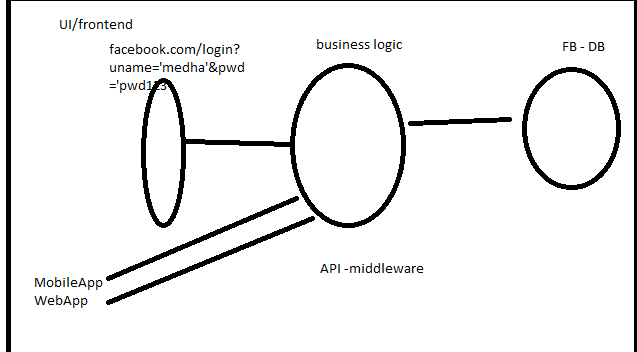 UI/frontend
facebook.com/login?
uname='medha'&pwd
='pwd123'
business logic
FB - DB
API -middleware
MobileApp
WebApp